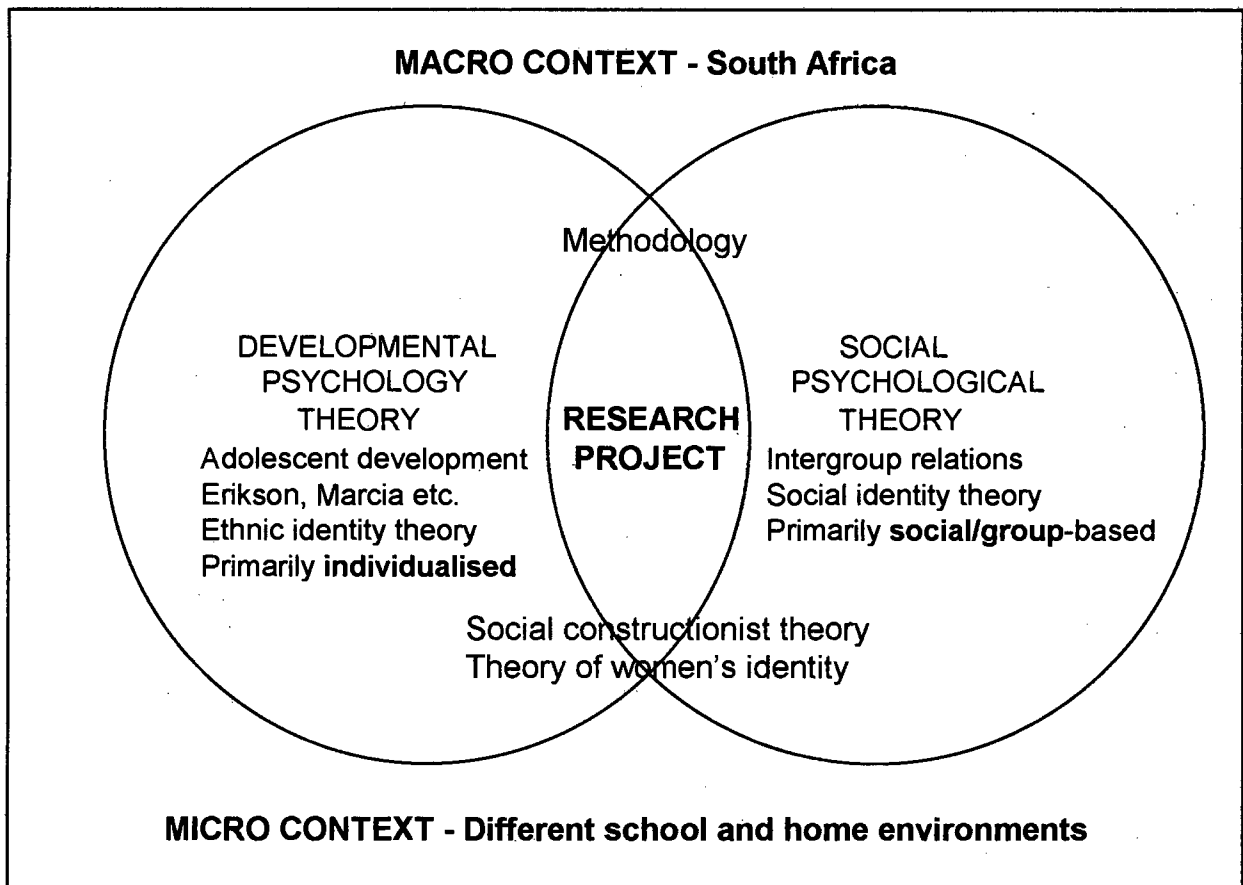 MACRO CONTEXT - South Africa
Methodology
DEVELOPMENTAL
PSYCHOLOGY
THEORY
Adolescent development
Erikson, Marcia etc.
Ethnic identity theory
Primarily individualised
RESEARCH
PROJECT
SOCIAL
PSYCHOLOGICAL
THEORY
Intergroup relations
Social identity theory
Primarily social/group-based
Social constructionist theory
Theory of women's identity
MICRO CONTEXT - Different school and home environments